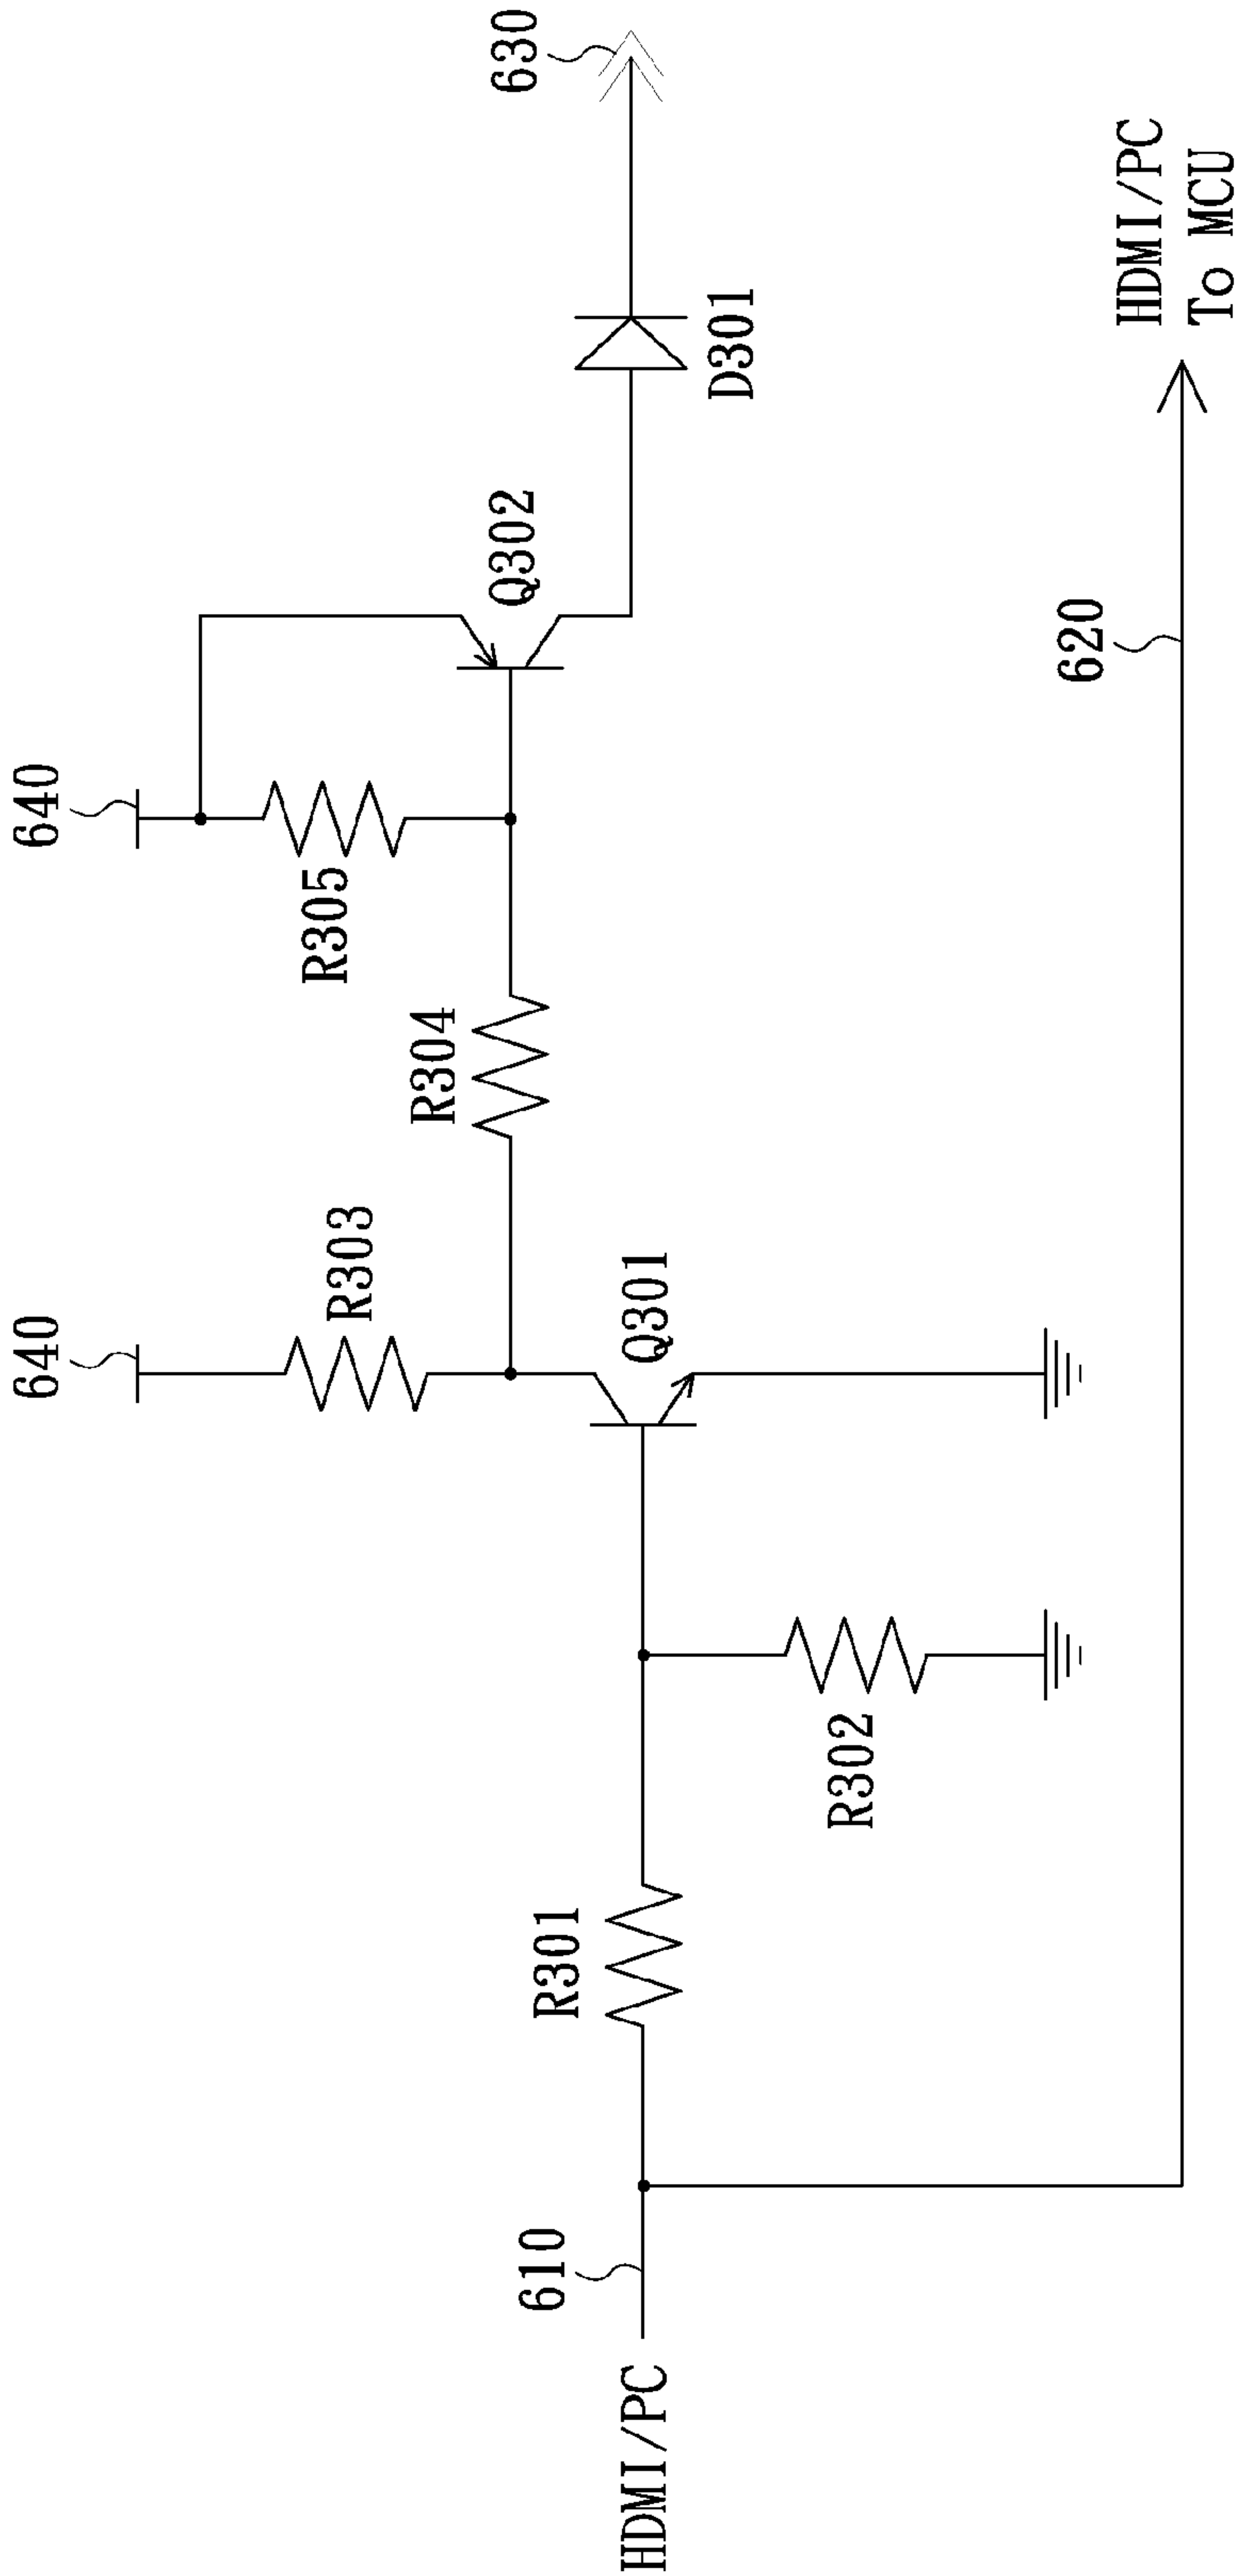 640
640
630
R303
R305
R304
Q302
R301
Q301
D301
610
HDMI/PC
R302
620
HDMI/PC
To MCU